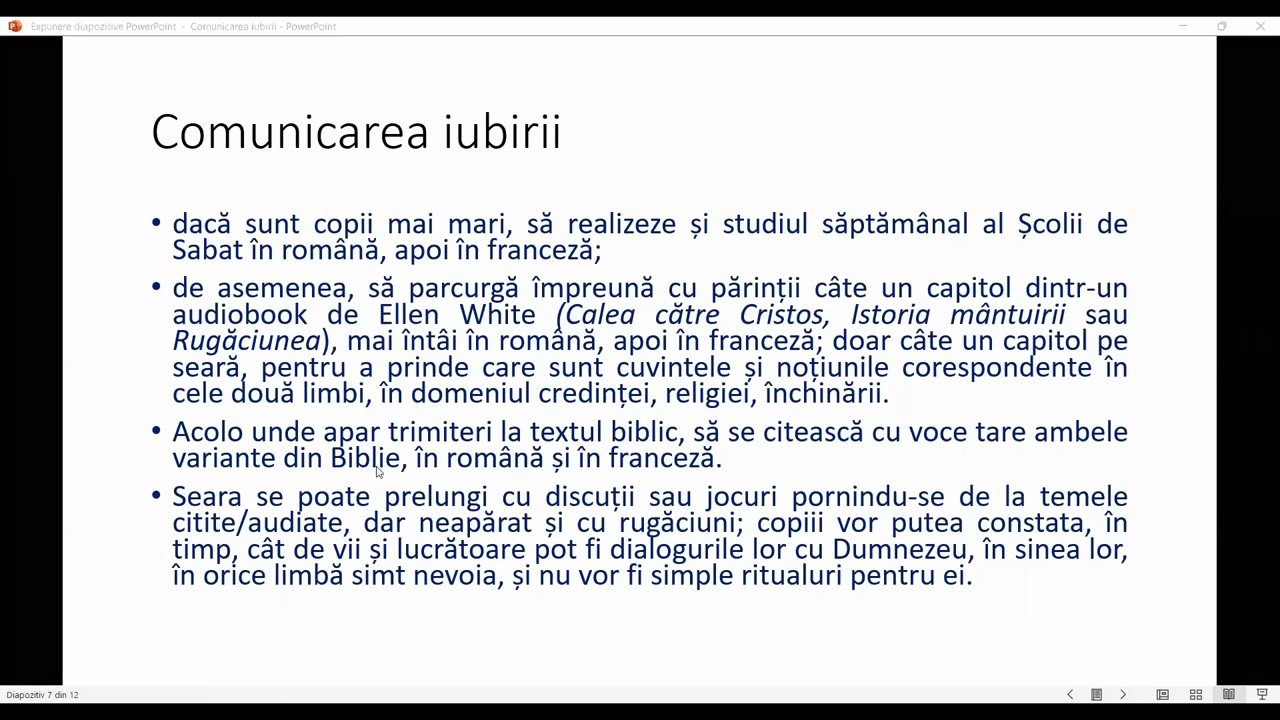 Expunere diapozitive PowerPoint - Comunicarea iubirii - PowerPoint
Comunicarea iubirii
• dacă sunt copii mai mari, să realizeze și studiul săptămânal al Școlii de
Sabat în română, apoi în franceză;
• de asemenea, să parcurgă împreună cu părinții câte un capitol dintr-un
audiobook de Ellen White (Calea către Cristos, Istoria mântuirii sau
Rugăciunea), mai întâi în română, apoi în franceză; doar câte un capitol pe
seară, pentru a prinde care sunt cuvintele și noțiunile corespondente în
cele două limbi, în domeniul credinței, religiei, închinării.
• Acolo unde apar trimiteri la textul biblic, să se citească cu voce tare ambele
variante din Biblie, în română și în franceză.
• Seara se poate prelungi cu discuții sau jocuri pornindu-se de la temele
citite/audiate, dar neapărat și cu rugăciuni; copiii vor putea constata, în
timp, cât de vii și lucrătoare pot fi dialogurile lor cu Dumnezeu, în sinea lor,
în orice limbă simt nevoia, și nu vor fi simple ritualuri pentru ei.
Diapozitiv 7 din 12